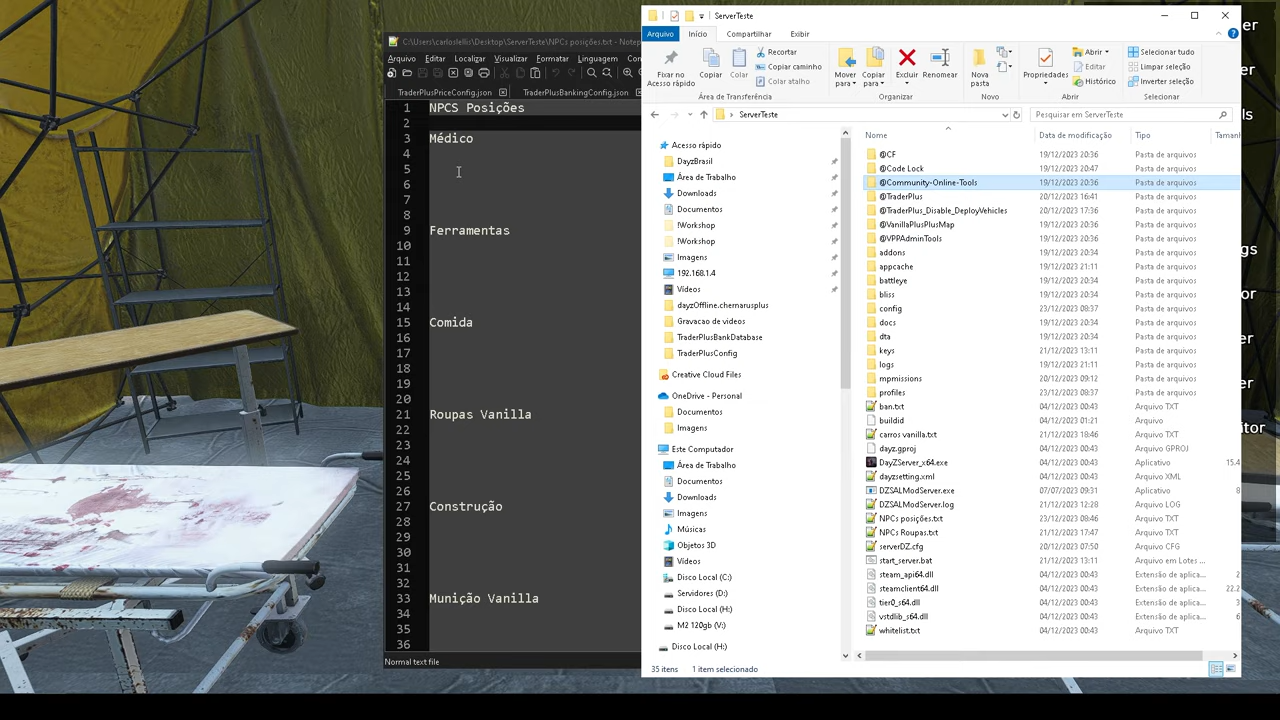 C:\Users\carloslellis\Desktop\ServerTeste\NPCs posições.txt - Notep
Arquivo Editar Localizar Visualizar Formatar Linguagem Con
TraderPlusPriceConfig.json TraderPlusBankingConfig.json
1 NPCS Posições
2
3 Médico
4
5
6
7
8
9 Ferramentas
10
11
12
13
14
15 Comida
16
17
18
19
20
21 Roupas Vanilla
22
23
24
25
26
27 Construção
28
29
30
31
32
33 Munição Vanilla
34
35
36
Normal text file
ServerTeste
Arquivo Início Compartilhar Exibir
Fixar no Acesso rápido
Copiar
Colar
Recortar
Copiar caminho
Colar atalho
Área de Transferência
Mover para
Copiar para
Excluir
Renomear
Organizar
Nova pasta
Novo
Propriedades
Abrir
Editar
Histórico
Abrir
Selecionar tudo
Limpar seleção
Inverter seleção
Selecionar
ServerTeste
Pesquisar em ServerTeste
Acesso rápido
DayzBrasil
Área de Trabalho
Downloads
Documentos
!Workshop
!Workshop
Imagens
192.168.1.4
Vídeos
dayzOffline.chernarusplus
Gravacao de videos
TraderPlusBankDatabase
TraderPlusConfig
Creative Cloud Files
OneDrive - Personal
Documentos
Imagens
Este Computador
Área de Trabalho
Documentos
Downloads
Imagens
Músicas
Objetos 3D
Vídeos
Disco Local (C:)
Servidores (D:)
Disco Local (H:)
M2 120gb (V:)
Disco Local (H:)
Nome Data de modificação Tipo Tamanh
@CF 19/12/2023 20:36 Pasta de arquivos
@Code Lock 19/12/2023 20:47 Pasta de arquivos
@Community-Online-Tools 19/12/2023 20:36 Pasta de arquivos
@TraderPlus 20/12/2023 16:41 Pasta de arquivos
@TraderPlus_Disable_DeployVehicles 20/12/2023 17:36 Pasta de arquivos
@VanillaPlusPlusMap 19/12/2023 20:36 Pasta de arquivos
@VPPAdminTools 19/12/2023 20:36 Pasta de arquivos
addons 19/12/2023 20:34 Pasta de arquivos
appcache 19/12/2023 21:11 Pasta de arquivos
battleye 19/12/2023 20:34 Pasta de arquivos
bliss 19/12/2023 20:34 Pasta de arquivos
config 23/12/2023 08:37 Pasta de arquivos
docs 19/12/2023 20:34 Pasta de arquivos
dta 19/12/2023 20:34 Pasta de arquivos
keys 21/12/2023 13:11 Pasta de arquivos
logs 19/12/2023 21:11 Pasta de arquivos
mpmissions 20/12/2023 09:12 Pasta de arquivos
profiles 23/12/2023 08:37 Pasta de arquivos
ban.txt 04/12/2023 00:43 Arquivo TXT
buildid 04/12/2023 01:21 Arquivo
carros vanilla.txt 21/12/2023 18:46 Arquivo TXT
dayz.gproj 04/12/2023 00:43 Arquivo GPROJ
DayZServer_x64.exe 04/12/2023 00:43 Aplicativo 15.4
dayzsetting.xml 04/12/2023 00:43 Arquivo XML
DZSALModServer.exe 07/07/2023 09:31 Aplicativo 8
DZSALModServer.log 21/12/2023 12:28 Arquivo LOG
NPCs posições.txt 23/12/2023 08:46 Arquivo TXT
NPCs Roupas.txt 21/12/2023 17:47 Arquivo TXT
serverDZ.cfg 20/12/2023 07:50 Arquivo CFG
start_server.bat 21/12/2023 13:11 Arquivo em Lotes ...
steam_api64.dll 04/12/2023 00:43 Extensão de aplica... 2
steamclient64.dll 04/12/2023 00:43 Extensão de aplica... 22.2
tier0_s64.dll 04/12/2023 00:43 Extensão de aplica... 3
vstdlib_s64.dll 04/12/2023 00:43 Extensão de aplica... 6
whitelist.txt 04/12/2023 00:43 Arquivo TXT
35 itens 1 item selecionado
er
er
ls
er
gs
or
er
er
itor